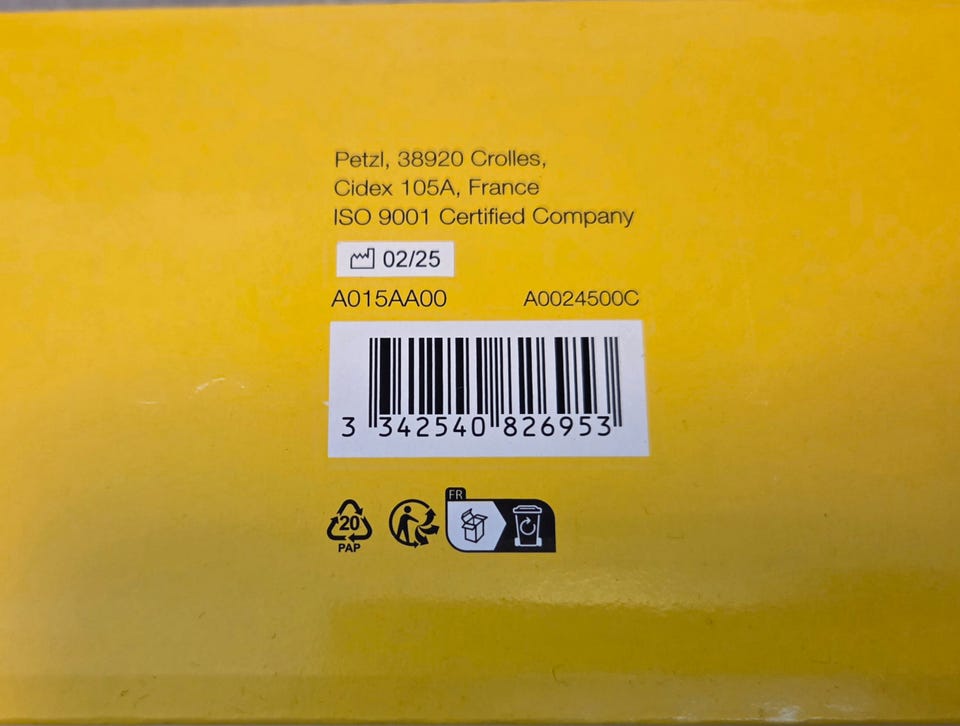 Petzl, 38920 Crolles,
Cidex 105A, France
ISO 9001 Certified Company
02/25
A015AA00 A0024500C
3 342540 826953
FR
20
PAP